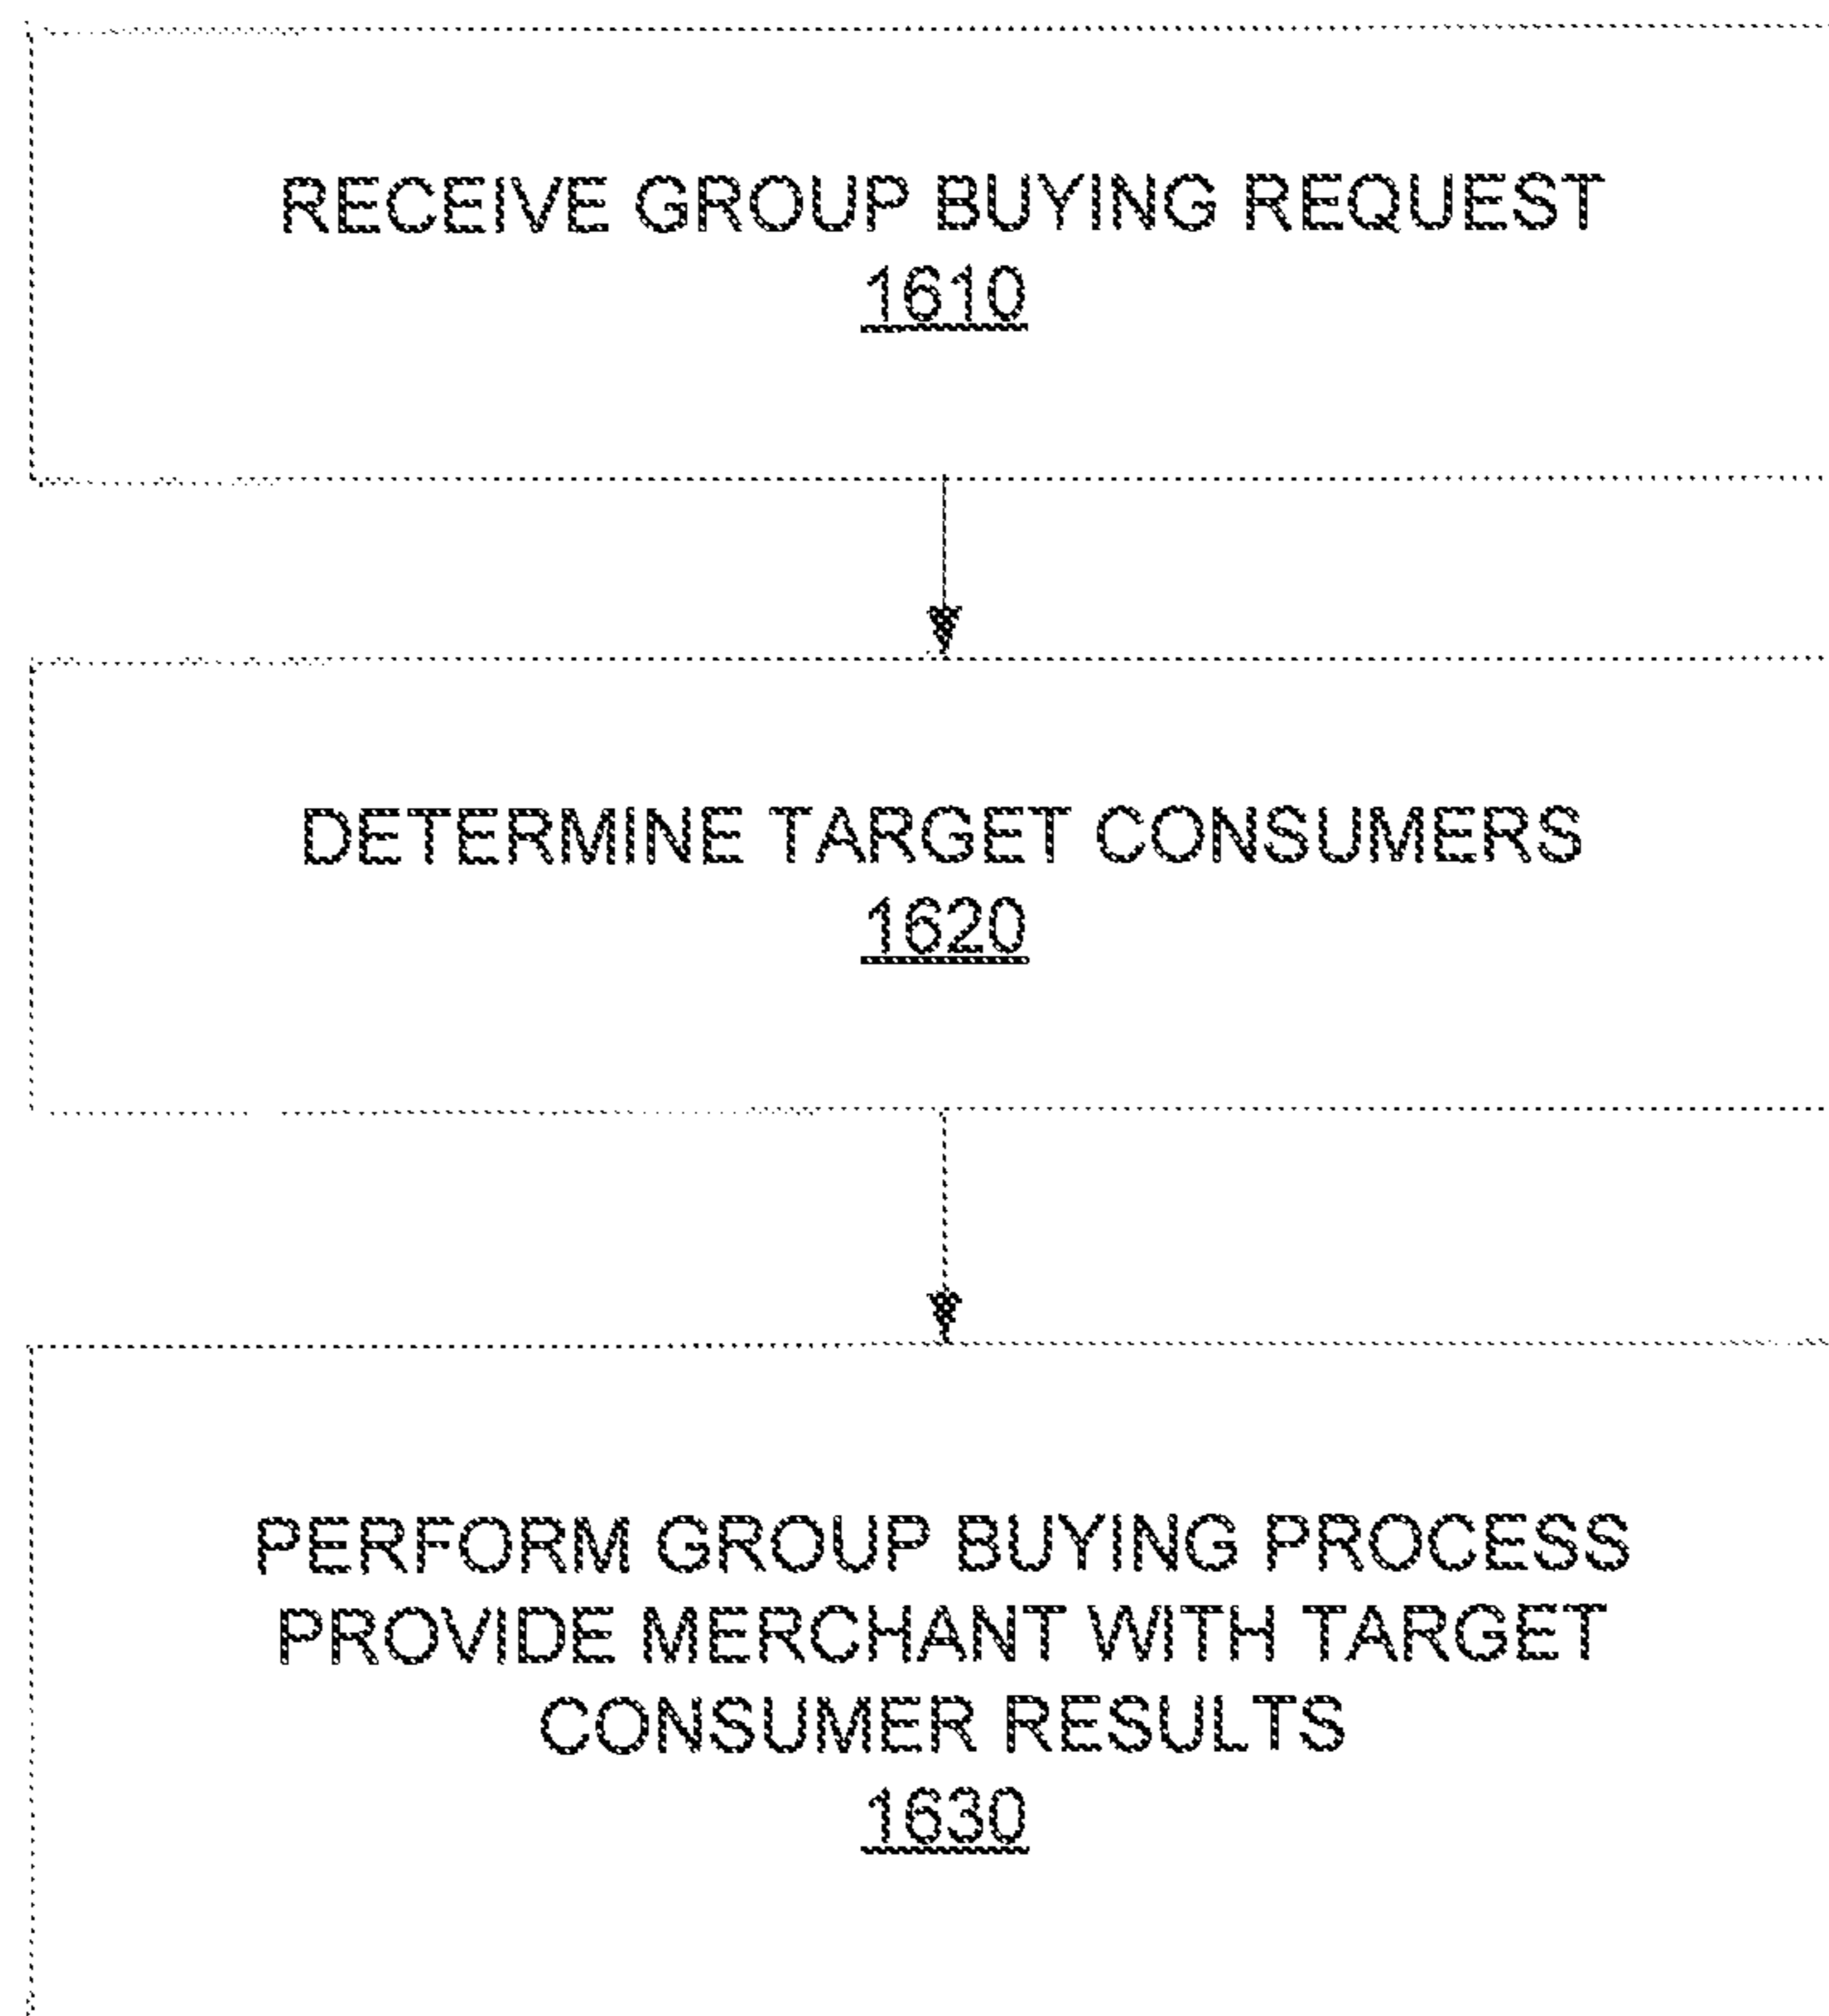 RECEIVE GROUP BUYING REQUEST
1610
DETERMINE TARGET CONSUMERS
1620
PERFORM GROUP BUYING PROCESS
PROVIDE MERCHANT WITH TARGET
CONSUMER RESULTS
1630